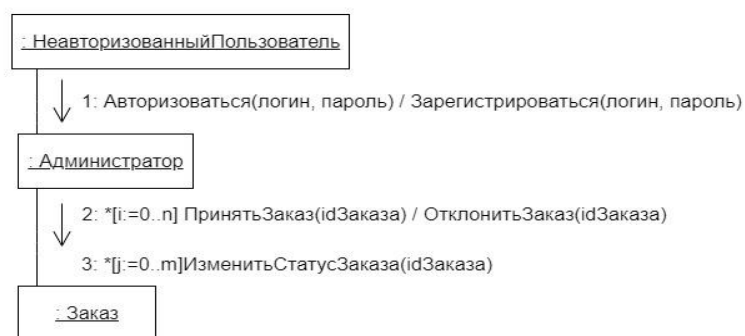 : НеавторизованныйПользователь
1: Авторизоваться(логин, пароль) / Зарегистрироваться(логин, пароль)
: Администратор
2: *[i:=0..n] ПринятьЗаказ(idЗаказа) / ОтклонитьЗаказ(idЗаказа)
3: *[j:=0..m]ИзменитьСтатусЗаказа(idЗаказа)
: Заказ